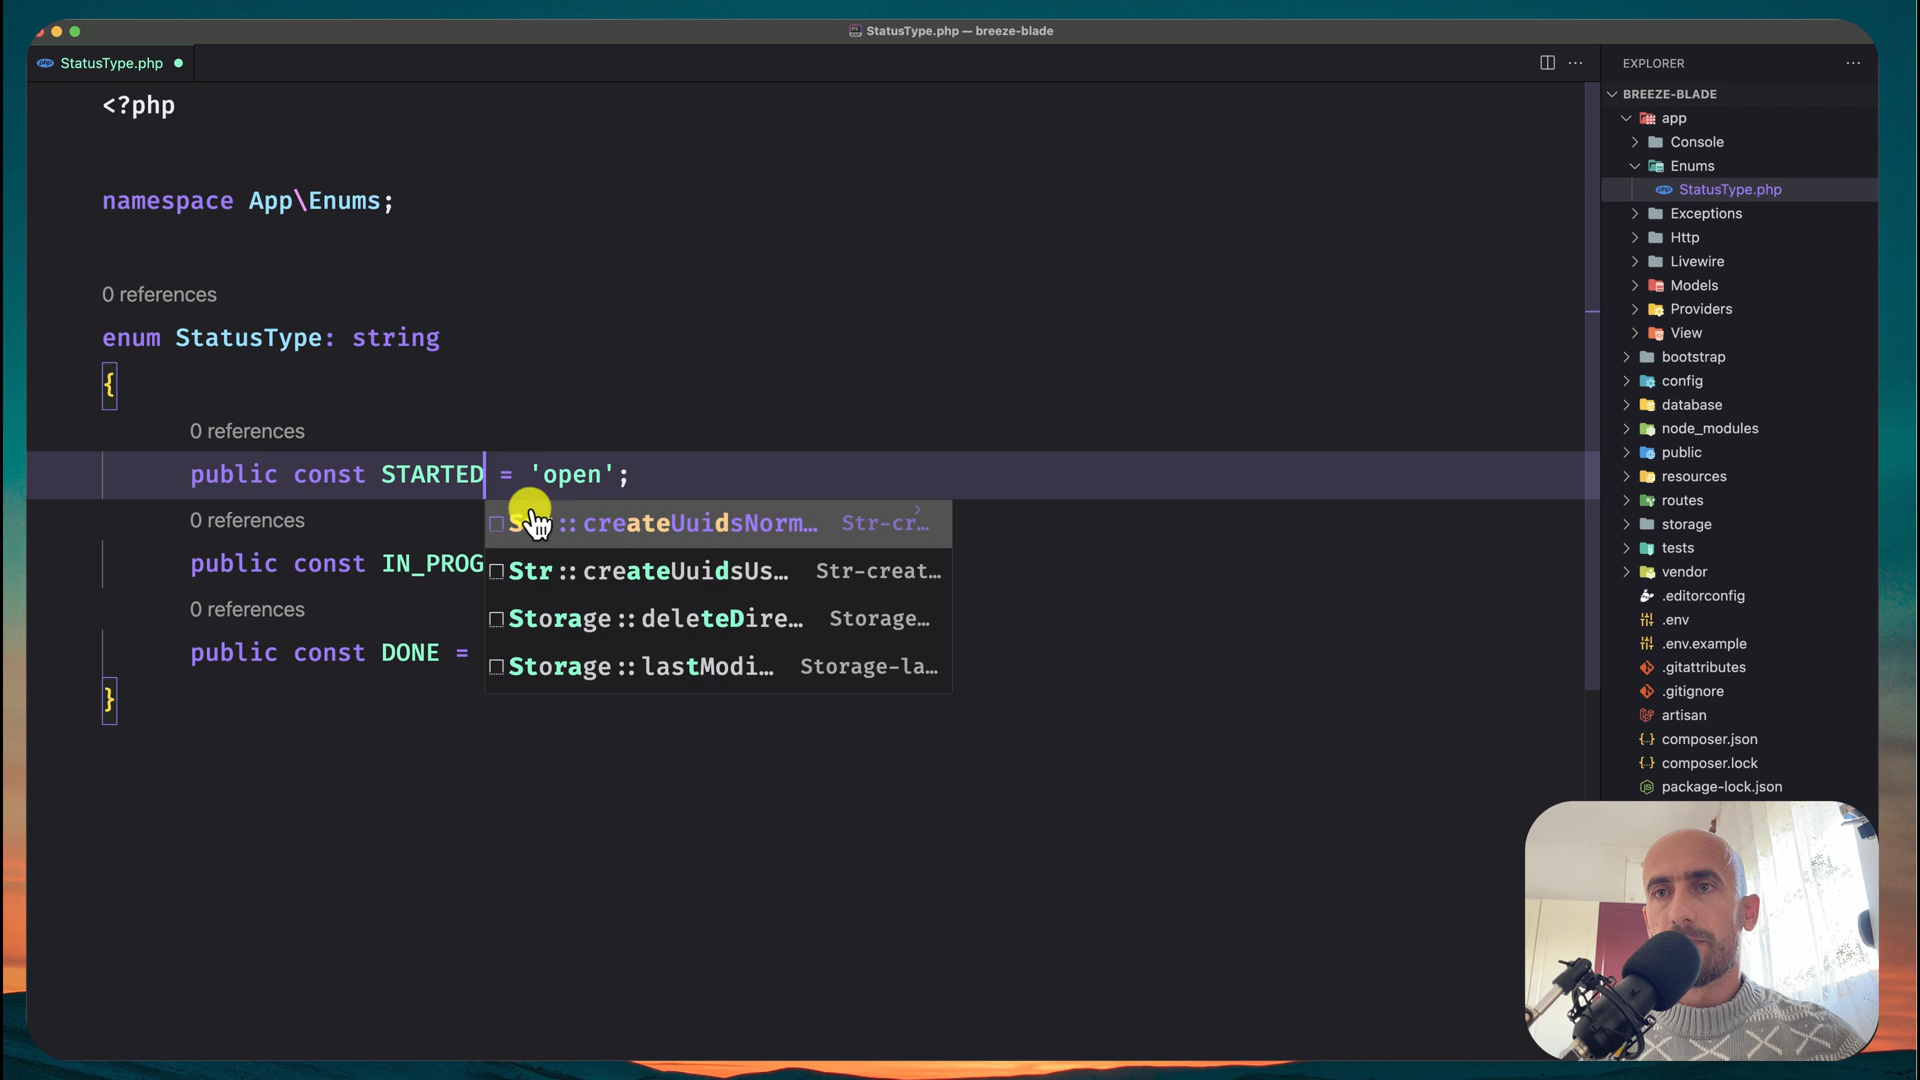 StatusType.php — breeze-blade
StatusType.php
<?php
namespace App\Enums;
0 references
enum StatusType: string
{
0 references
public const STARTED = 'open';
0 references
public const IN_PROG
0 references
public const DONE =
}
::createUuidsNorm… Str-cr…
Str::createUuidsUs… Str-creat…
Storage::deleteDire… Storage…
Storage::lastModi… Storage-la…
EXPLORER
BREEZE-BLADE
app
Console
Enums
StatusType.php
Exceptions
Http
Livewire
Models
Providers
View
bootstrap
config
database
node_modules
public
resources
routes
storage
tests
vendor
.editorconfig
.env
.env.example
.gitattributes
.gitignore
artisan
composer.json
composer.lock
package-lock.json